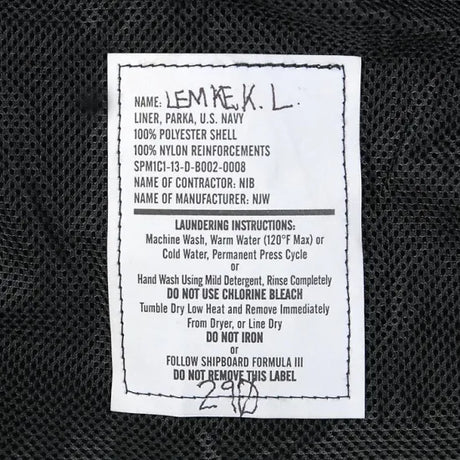 NAME: LEMKE, K. L.
LINER, PARKA, U.S. NAVY
100% POLYESTER SHELL
100% NYLON REINFORCEMENTS
SPM1C1-13-D-B002-0008
NAME OF CONTRACTOR: NIB
NAME OF MANUFACTURER: NJW
LAUNDERING INSTRUCTIONS:
Machine Wash, Warm Water (120°F Max) or
Cold Water, Permanent Press Cycle
or
Hand Wash Using Mild Detergent, Rinse Completely
DO NOT USE CHLORINE BLEACH
Tumble Dry Low Heat and Remove Immediately
From Dryer, or Line Dry
DO NOT IRON
or
FOLLOW SHIPBOARD FORMULA III
DO NOT REMOVE THIS LABEL